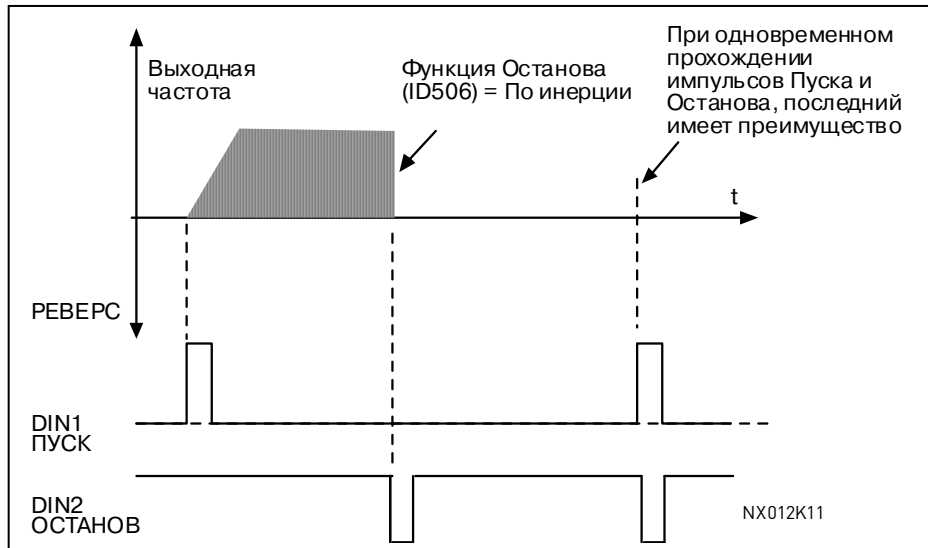 Выходная
частота
Функция Останова
(ID506) = По инерции
При одновременном
прохождении
импульсов Пуска и
Останова, последний
имеет преимущество
t
РЕВЕРС
DIN1
ПУСК
DIN2
ОСТАНОВ
NX012K11